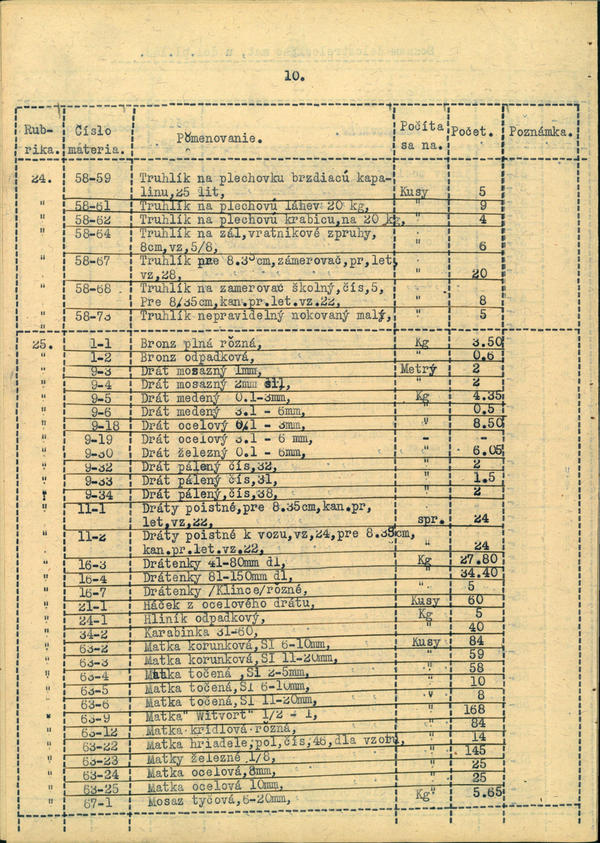 10.
Rub- Číslo Počíta Počet. Poznámka.
rika. materia. Pomenovanie. sa na.
24. 58-59 Truhlík na plechovku brzdiacú kapa-
linu,25 lit, Kusy 5
" 58-61 Truhlík na plechovú láhev 20 kg, " 9
" 58-62 Truhlík na plechovú krabicu,na 20 kg, " 4
" 58-64 Truhlík na zál,vratnikové zpruhy,
8cm,vz,5/8, " 6
" 58-67 Truhlík pre 8.35cm,zámerovač,pr,let,
vz,28, " 20
" 58-68 Truhlík na zamerovač školný,čís,5,
Pre 8/35cm,kan.pr.let.vz.22, " 8
" 58-73 Truhlík nepravidelný nokovaný malý, " 5
25. 1-1 Bronz plná rôzná, Kg 3.50
" 1-2 Bronz odpadková, " 0.6
" 9-3 Drát mosazný 1mm, Metrý 2
" 9-4 Drát mosazný 2mm sil, " 2
" 9-5 Drát medený 0.1-3mm, Kg 4.35
" 9-6 Drát medený 3.1 - 6mm, " 0.5
" 9-18 Drát ocelový 0/1 - 3mm, " 8.50
" 9-19 Drát ocelový 3.1 - 6 mm, - -
" 9-30 Drát železný 0.1 - 6mm, " 6.05
" 9-32 Drát pálený čís,32, " 2
" 9-33 Drát pálený čís,31, " 1.5
" 9-34 Drát pálený,čís,38, " 2
" 11-1 Dráty poistné,pre 8.35cm,kan.pr,
let,vz,22, spr. 24
" 11-2 Dráty poistné k vozu,vz,24,pre 8.35cm,
kan.pr.let.vz.22, " 24
" 16-3 Drátenky 41-80mm dl, Kg 27.80
" 16-4 Drátenky 81-150mm dl, " 34.40
" 16-7 Drátenky /Klince/rôzné, " 5
" 21-1 Háček z ocelového drátu, Kusy 60
" 24-1 Hliník odpadkový, Kg 5
" 34-2 Karabinka 31-60, " 40
" 63-2 Matka korunková,SI 6-10mm, Kusy 84
" 63-3 Matka korunková,SI 11-20mm, " 59
" 63-4 Matka točená ,Si 2-5mm, " 58
" 63-5 Matka točená,SI 6-10mm, " 10
" 63-6 Matka točená,SI 11-20mm, " 8
" 63-9 Matka" Witvort" 1/2 - 1, " 168
" 63-12 Matka krídlová rôzná, " 84
" 63-22 Matka hriadele,pol,čís,46,dla vzobu, " 14
" 63-23 Matky železné 1/8, " 145
" 63-24 Matka ocelová,8mm, " 25
" 63-25 Matka ocelová 10mm, " 25
" 67-1 Mosaz tyčová,6-20mm, Kg" 5.65